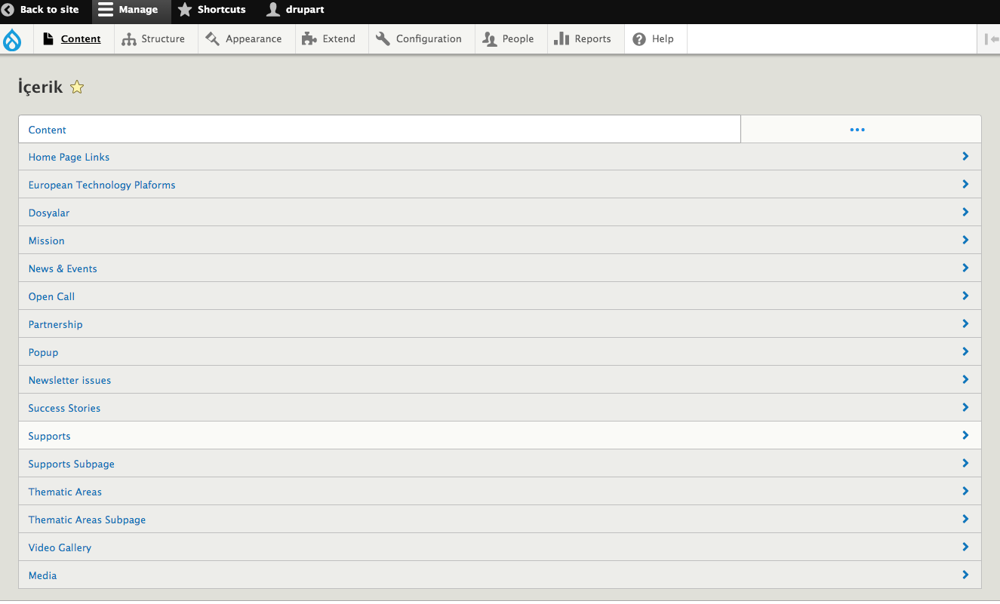 Back to site Manage Shortcuts drupart
Content Structure Appearance Extend Configuration People Reports Help
İçerik
Content
Home Page Links
European Technology Plaforms
Dosyalar
Mission
News & Events
Open Call
Partnership
Popup
Newsletter issues
Success Stories
Supports
Supports Subpage
Thematic Areas
Thematic Areas Subpage
Video Gallery
Media